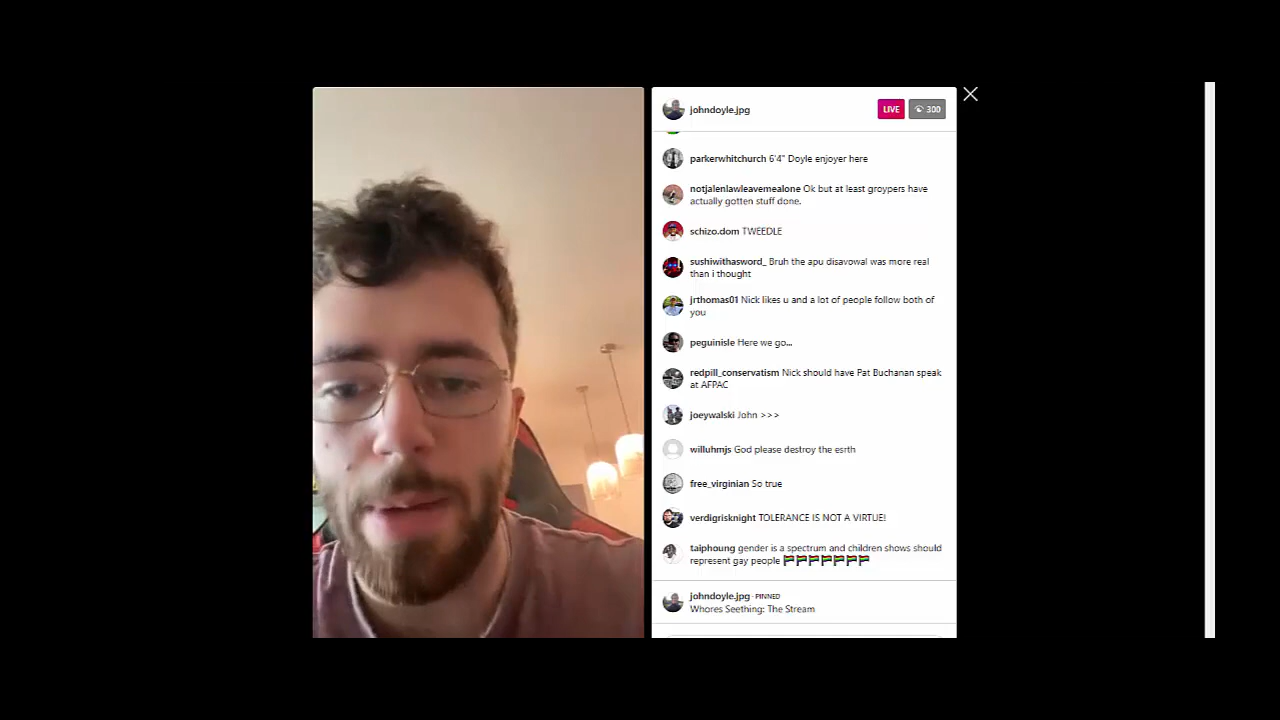 johndoyle.jpg
LIVE
300
parkerwhitchurch 6'4" Doyle enjoyer here
notjalenlawleavemealone Ok but at least groypers have
actually gotten stuff done.
schizo.dom TWEEDLE
sushiwithasword_ Bruh the apu disavowal was more real
than i thought
jrthomas01 Nick likes u and a lot of people follow both of
you
peguinisle Here we go...
redpill_conservatism Nick should have Pat Buchanan speak
at AFPAC
joeywalski John >>>
willuhmjs God please destroy the esrth
free_virginian So true
verdigrisknight TOLERANCE IS NOT A VIRTUE!
taiphoung gender is a spectrum and children shows should
represent gay people
johndoyle.jpg · PINNED
Whores Seething: The Stream